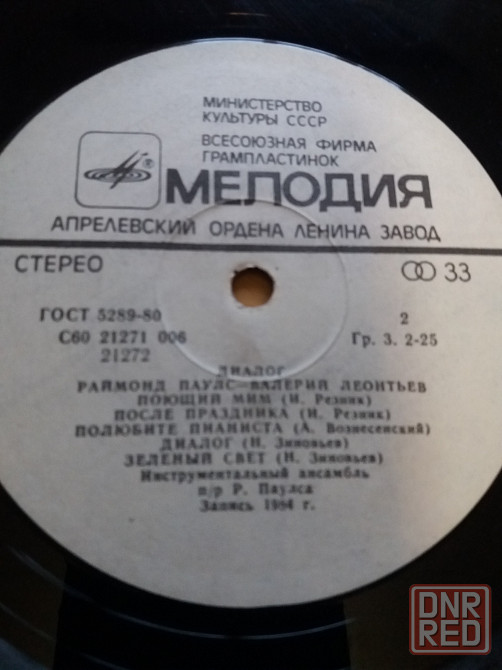 МИНИСТЕРСТВО
КУЛЬТУРЫ СССР
ВСЕСОЮЗНАЯ ФИРМА
ГРАМПЛАСТИНОК
МЕЛОДИЯ
АПРЕЛЕВСКИЙ ОРДЕНА ЛЕНИНА ЗАВОД
СТЕРЕО
33
ГОСТ 5289-80
С60 21271 006
21272
2
Гр. 3. 2-25
ДИАЛОГ
РАЙМОНД ПАУЛС—ВАЛЕРИЙ ЛЕОНТЬЕВ
ПОЮЩИЙ МИМ (И. Резник)
ПОСЛЕ ПРАЗДНИКА (И. Резник)
ПОЛЮБИТЕ ПИАНИСТА (А. Вознесенский)
ДИАЛОГ (Н. Зиновьев)
ЗЕЛЕНЫЙ СВЕТ (Н. Зиновьев)
Инструментальный ансамбль
п/р Р. Паулса
Запись 1984 г.
DNR
RED